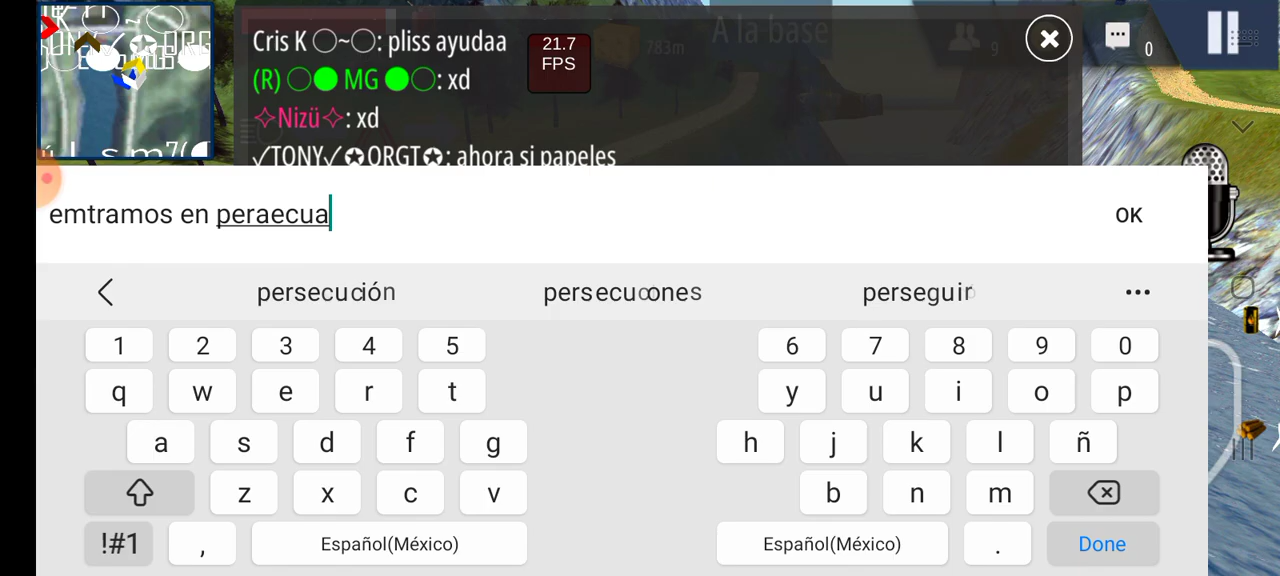 Cris K ○~○: pliss ayudaa
(R) ○● MG ●○: xd
✧Nizü✧: xd
✓TONY✓✪ORGT✪: ahora si papeles
21.7
FPS
783m
A la base
9
0
emtramos en peraecua
OK
persecución
persecuciones
perseguir
1 2 3 4 5 6 7 8 9 0
q w e r t y u i o p
a s d f g h j k l ñ
z x c v b n m
!#1 , Español(México) Español(México) . Done